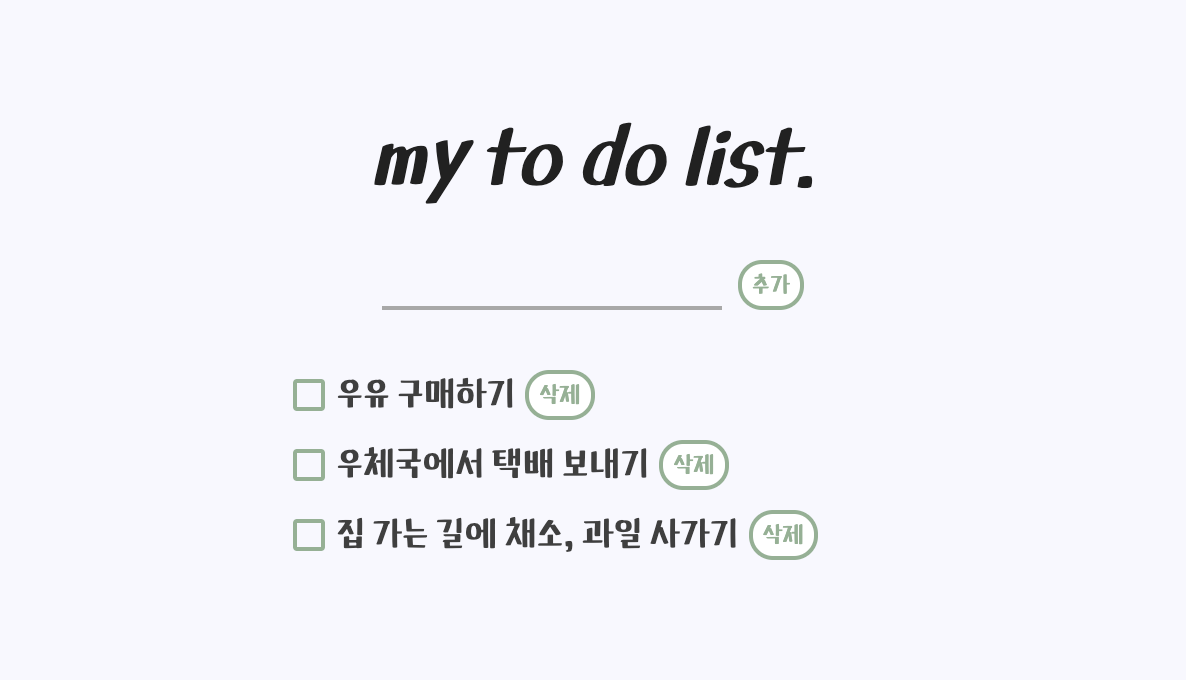 my to do list.
추가
우유 구매하기 삭제
우체국에서 택배 보내기 삭제
집 가는 길에 채소, 과일 사가기 삭제